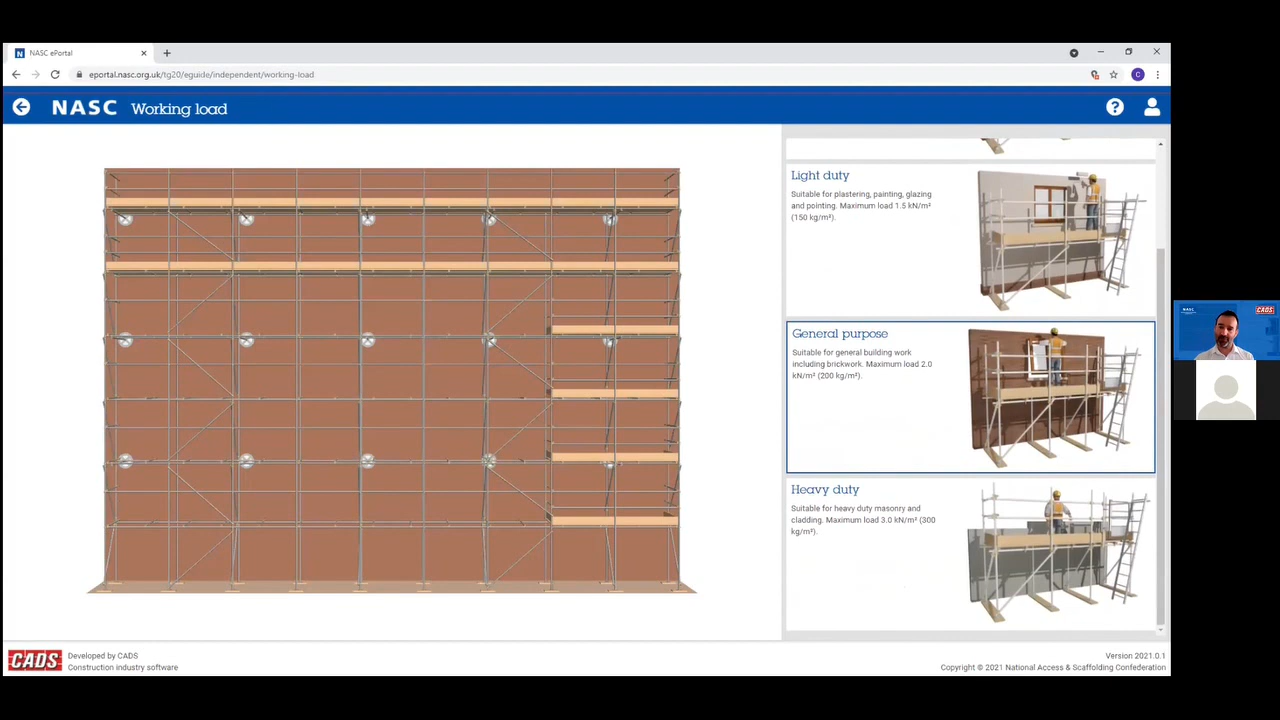 NASC ePortal
eportal.nasc.org.uk/tg20/eguide/independent/working-load
C
NASC Working load
?
Light duty
Suitable for plastering, painting, glazing
and pointing. Maximum load 1.5 kN/m²
(150 kg/m²).
General purpose
Suitable for general building work
including brickwork. Maximum load 2.0
kN/m² (200 kg/m²).
Heavy duty
Suitable for heavy duty masonry and
cladding. Maximum load 3.0 kN/m² (300
kg/m²).
NASC
CADS
CADS
Developed by CADS
Construction industry software
Version 2021.0.1
Copyright © 2021 National Access & Scaffolding Confederation